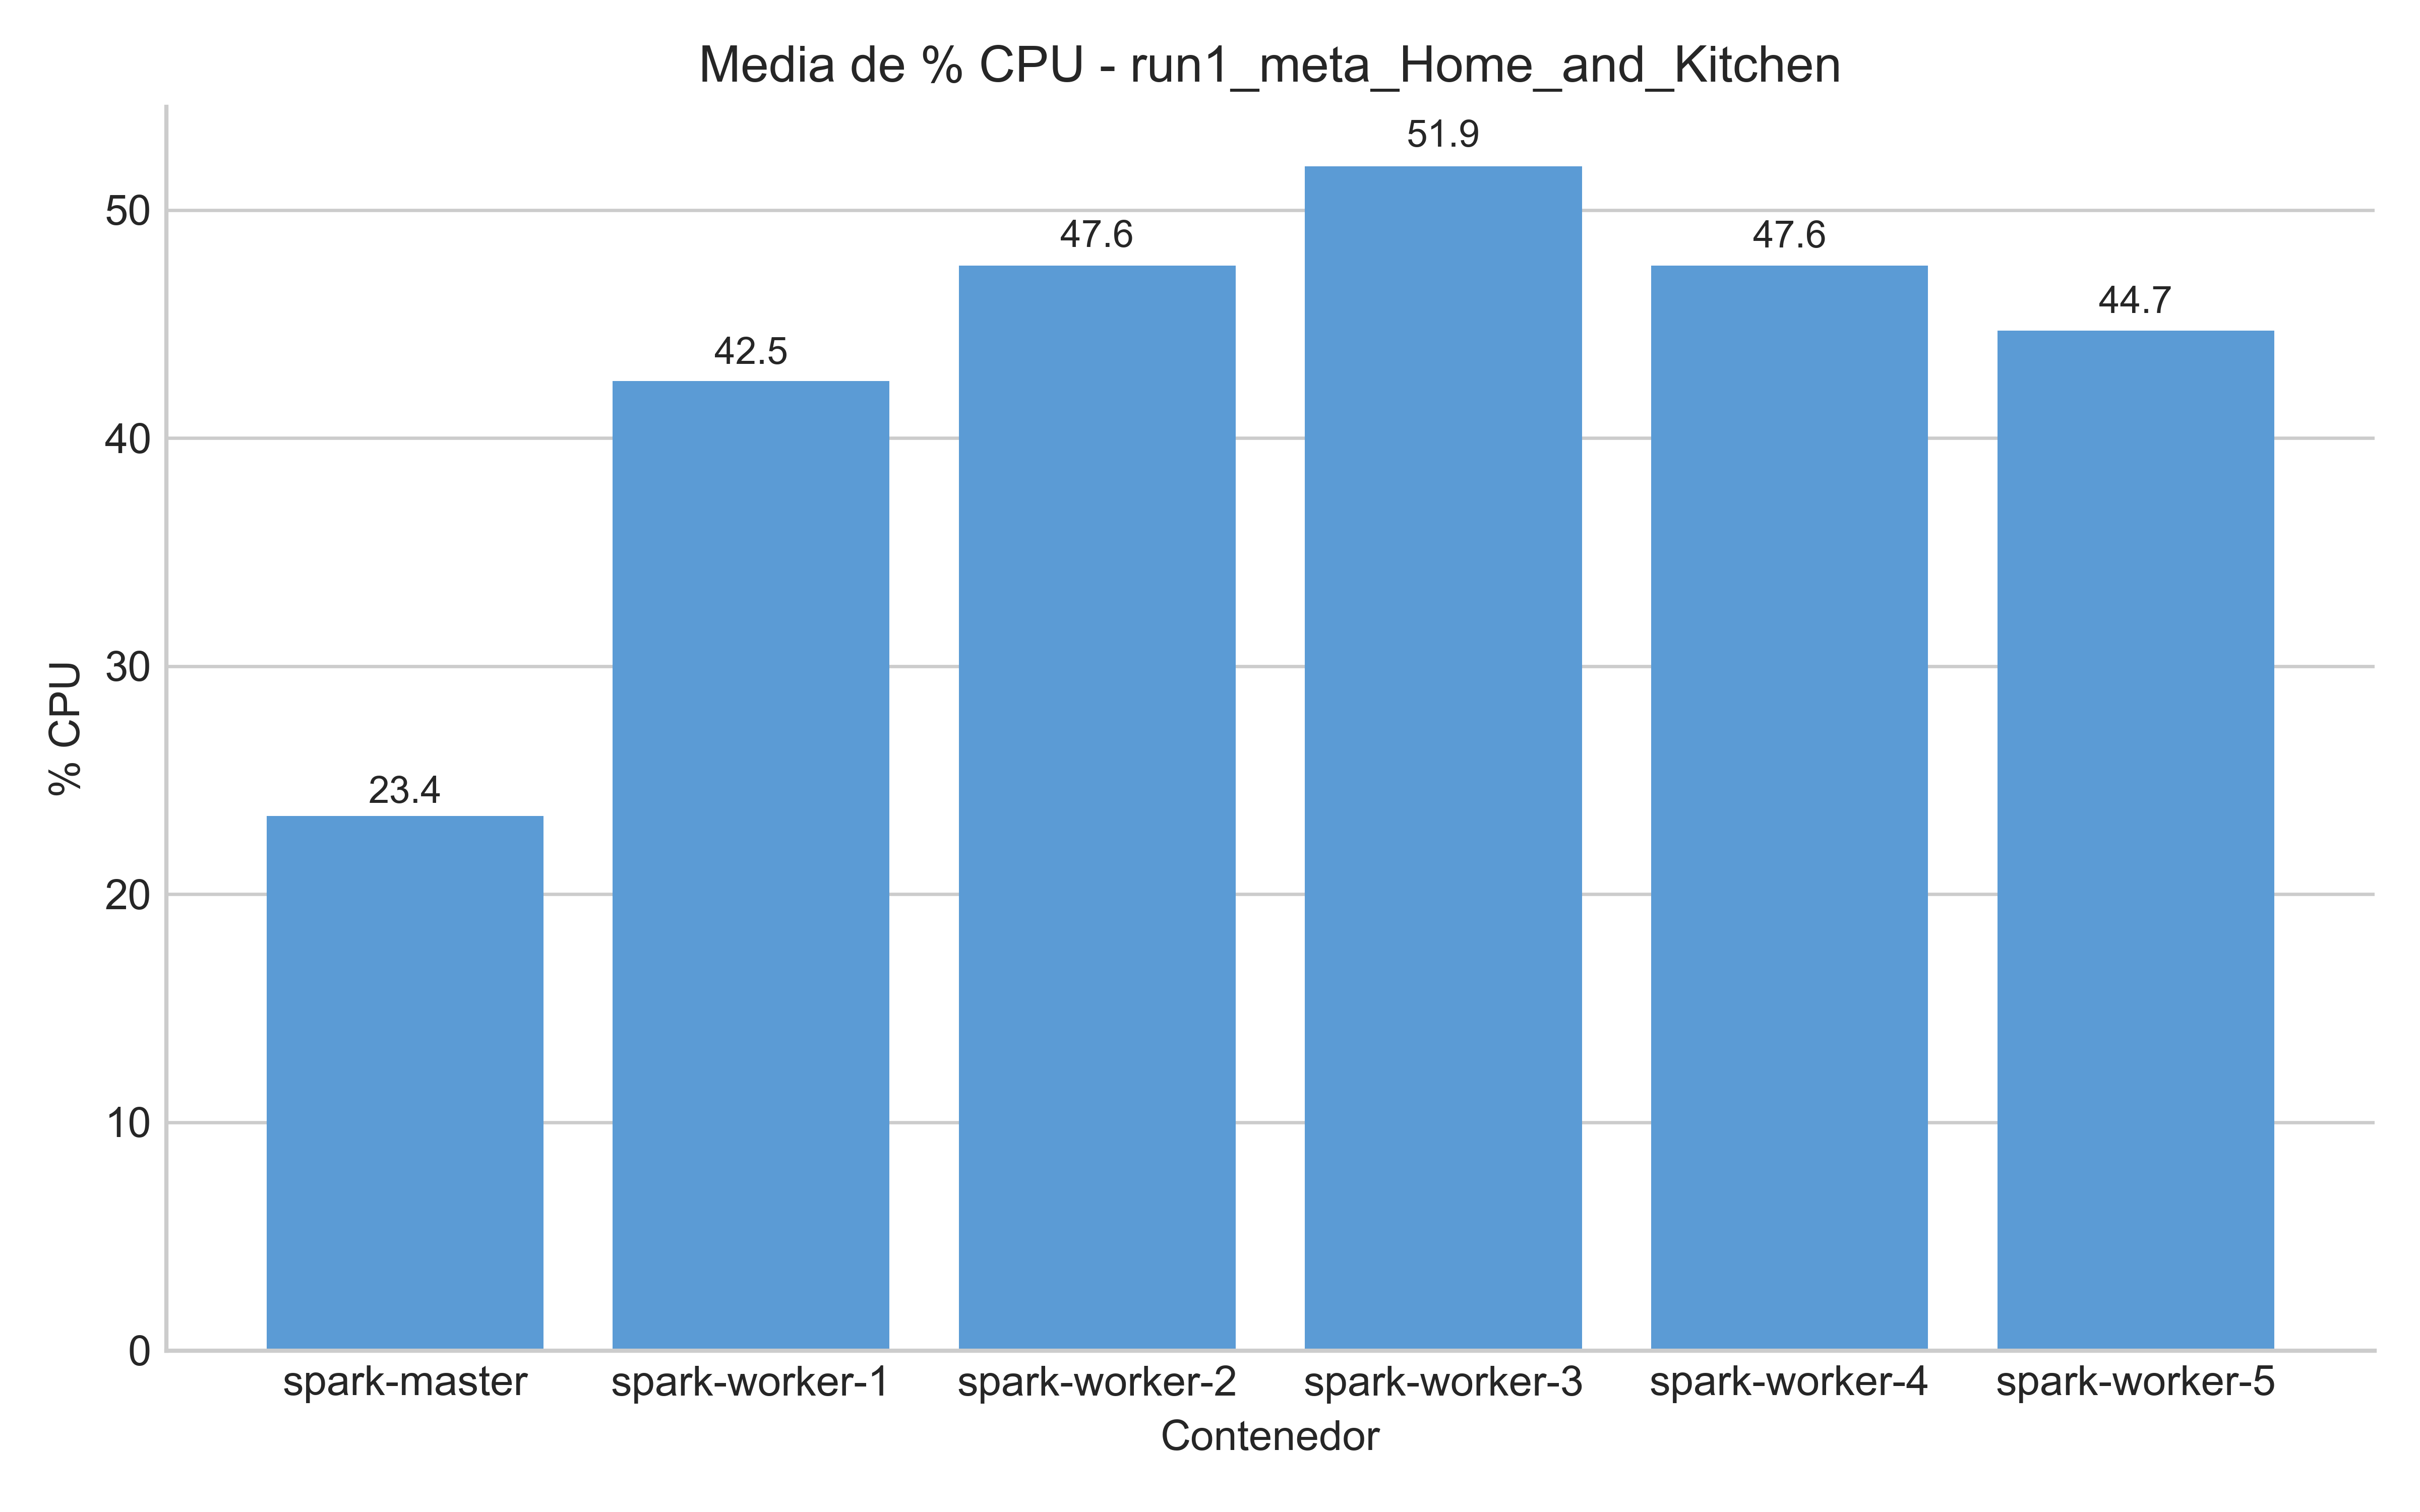 Media de % CPU - run1_meta_Home_and_Kitchen
51.9
50
47.6
47.6
44.7
42.5
40
30
% CPU
23.4
20
10
0
spark-master
spark-worker-1
spark-worker-2
spark-worker-3
spark-worker-4
spark-worker-5
Contenedor